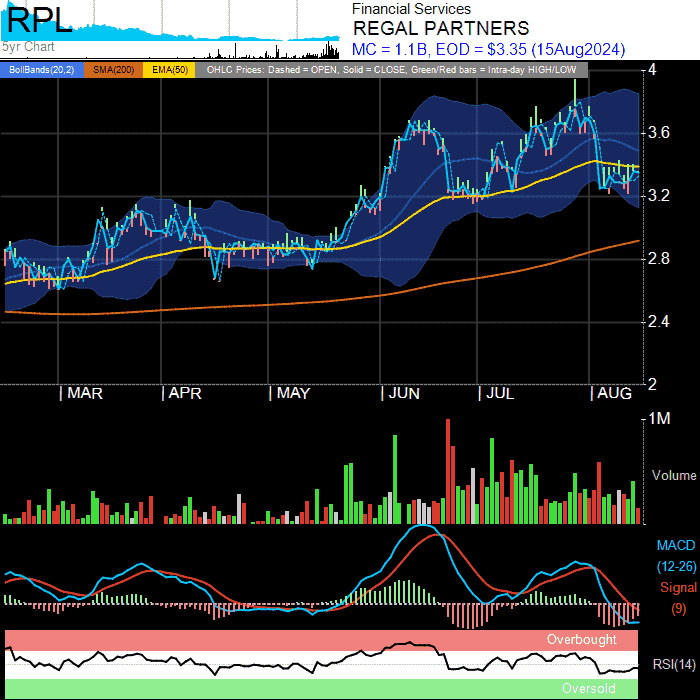 RPL
5yr Chart
Financial Services
REGAL PARTNERS
MC = 1.1B, EOD = $3.35 (15Aug2024)
BollBands(20,2) SMA(200) EMA(50) OHLC Prices: Dashed = OPEN, Solid = CLOSE, Green/Red bars = Intra-day HIGH/LOW
4
3.6
3.2
2.8
2.4
2
| MAR | APR | MAY | JUN | JUL | AUG
1M
Volume
MACD
(12-26)
Signal
(9)
Overbought
RSI(14)
Oversold